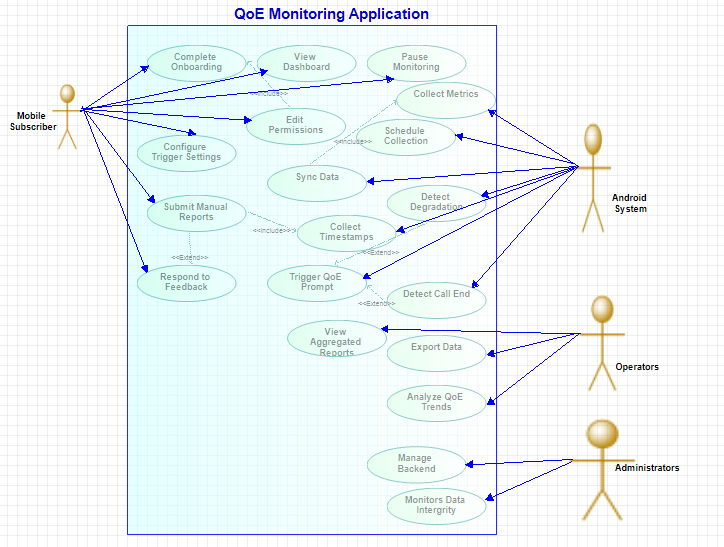 QoE Monitoring Application
Complete
Onboarding
View
Dashboard
Pause
Monitoring
Collect Metrics
<<Include>>
Mobile
Subscriber
Edit
Permissions
Schedule
Collection
<<Include>>
Configure
Trigger Settings
Sync Data
Android
System
Submit Manual
Reports
Detect
Degradation
<<Include>>
Collect
Timestamps
<<Extend>>
<<Extend>>
Respond to
Feedback
Trigger QoE
Prompt
<<Extend>>
Detect Call End
View
Aggregated
Reports
Export Data
Operators
Analyze QoE
Trends
Manage
Backend
Administrators
Monitors Data
Intergrity